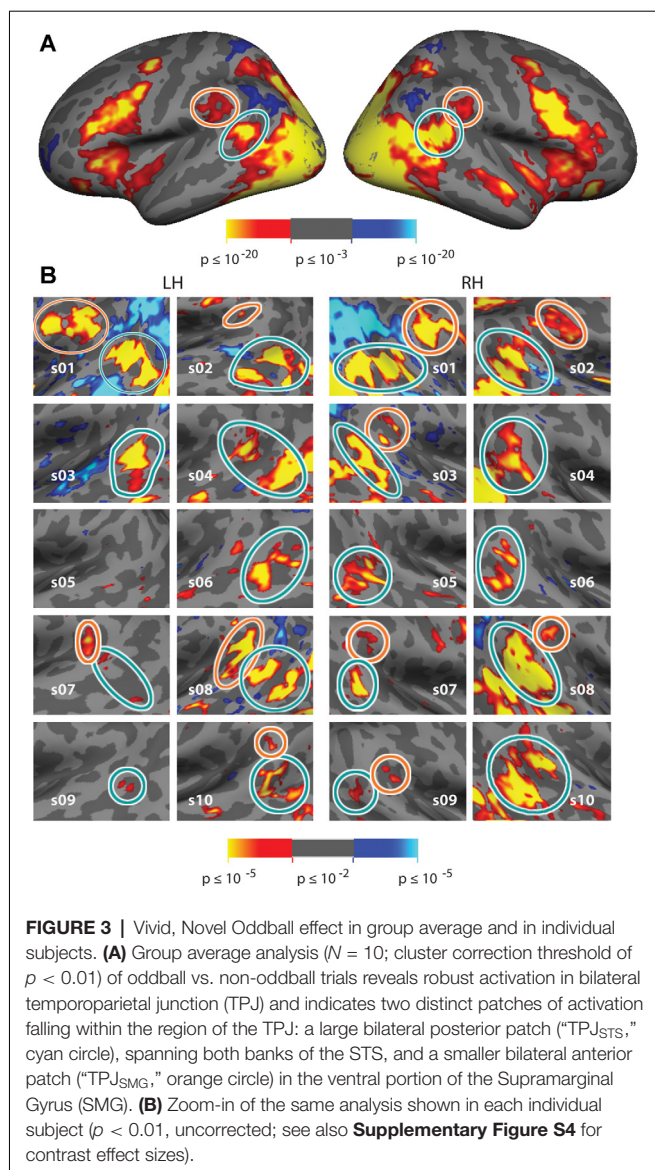 A
p ≤ 10⁻²⁰ p ≤ 10⁻³ p ≤ 10⁻²⁰
B
LH RH
s01 s02 s01 s02
s03 s04 s03 s04
s05 s06 s05 s06
s07 s08 s07 s08
s09 s10 s09 s10
p ≤ 10⁻⁵ p ≤ 10⁻² p ≤ 10⁻⁵
FIGURE 3 | Vivid, Novel Oddball effect in group average and in individual
subjects. (A) Group average analysis (N = 10; cluster correction threshold of
p < 0.01) of oddball vs. non-oddball trials reveals robust activation in bilateral
temporoparietal junction (TPJ) and indicates two distinct patches of activation
falling within the region of the TPJ: a large bilateral posterior patch (“TPJSTS,”
cyan circle), spanning both banks of the STS, and a smaller bilateral anterior
patch (“TPJSMG,” orange circle) in the ventral portion of the Supramarginal
Gyrus (SMG). (B) Zoom-in of the same analysis shown in each individual
subject (p < 0.01, uncorrected; see also Supplementary Figure S4 for
contrast effect sizes).